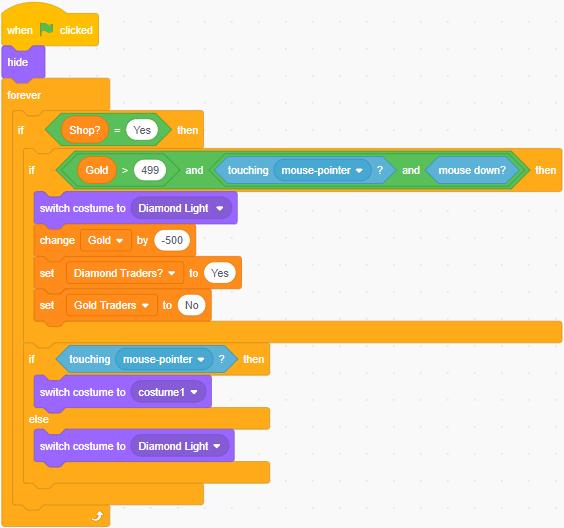 when clicked
hide
forever
if Shop? = Yes then
if Gold > 499 and touching mouse-pointer ? and mouse down? then
switch costume to Diamond Light
change Gold by -500
set Diamond Traders? to Yes
set Gold Traders to No
if touching mouse-pointer ? then
switch costume to costume1
else
switch costume to Diamond Light